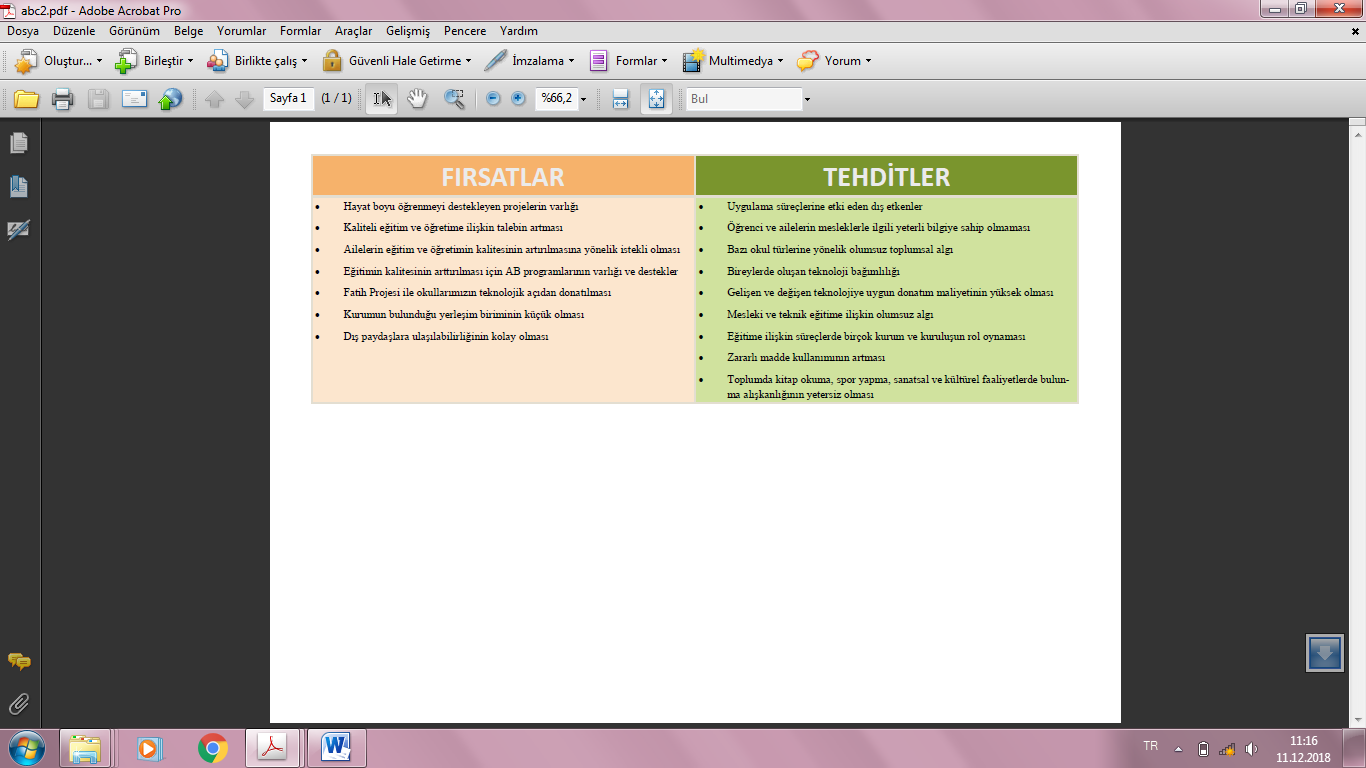 abc2.pdf - Adobe Acrobat Pro
Dosya Düzenle Görünüm Belge Yorumlar Formlar Araçlar Gelişmiş Pencere Yardım
Oluştur... Birleştir Birlikte çalış Güvenli Hale Getirme İmzalama Formlar Multimedya Yorum
Sayfa 1 (1 / 1) %66,2 Bul
FIRSATLAR
• Hayat boyu öğrenmeyi destekleyen projelerin varlığı
• Kaliteli eğitim ve öğretime ilişkin talebin artması
• Ailelerin eğitim ve öğretimin kalitesinin artırılmasına yönelik istekli olması
• Eğitimin kalitesinin arttırılması için AB programlarının varlığı ve destekler
• Fatih Projesi ile okullarımızın teknolojik açıdan donatılması
• Kurumun bulunduğu yerleşim biriminin küçük olması
• Dış paydaşlara ulaşılabilirliğinin kolay olması
TEHDİTLER
• Uygulama süreçlerine etki eden dış etkenler
• Öğrenci ve ailelerin mesleklerle ilgili yeterli bilgiye sahip olmaması
• Bazı okul türlerine yönelik olumsuz toplumsal algı
• Bireylerde oluşan teknoloji bağımlılığı
• Gelişen ve değişen teknolojiye uygun donatım maliyetinin yüksek olması
• Mesleki ve teknik eğitime ilişkin olumsuz algı
• Eğitime ilişkin süreçlerde birçok kurum ve kuruluşun rol oynaması
• Zararlı madde kullanımının artması
• Toplumda kitap okuma, spor yapma, sanatsal ve kültürel faaliyetlerde bulun-
ma alışkanlığının yetersiz olması
TR
11:16
11.12.2018